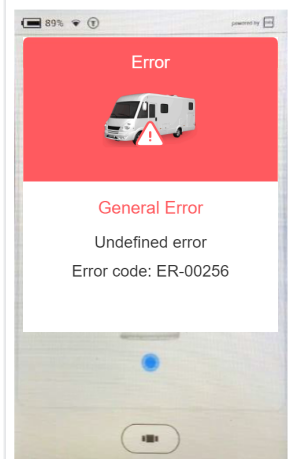 89%
powered by
Error
General Error
Undefined error
Error code: ER-00256